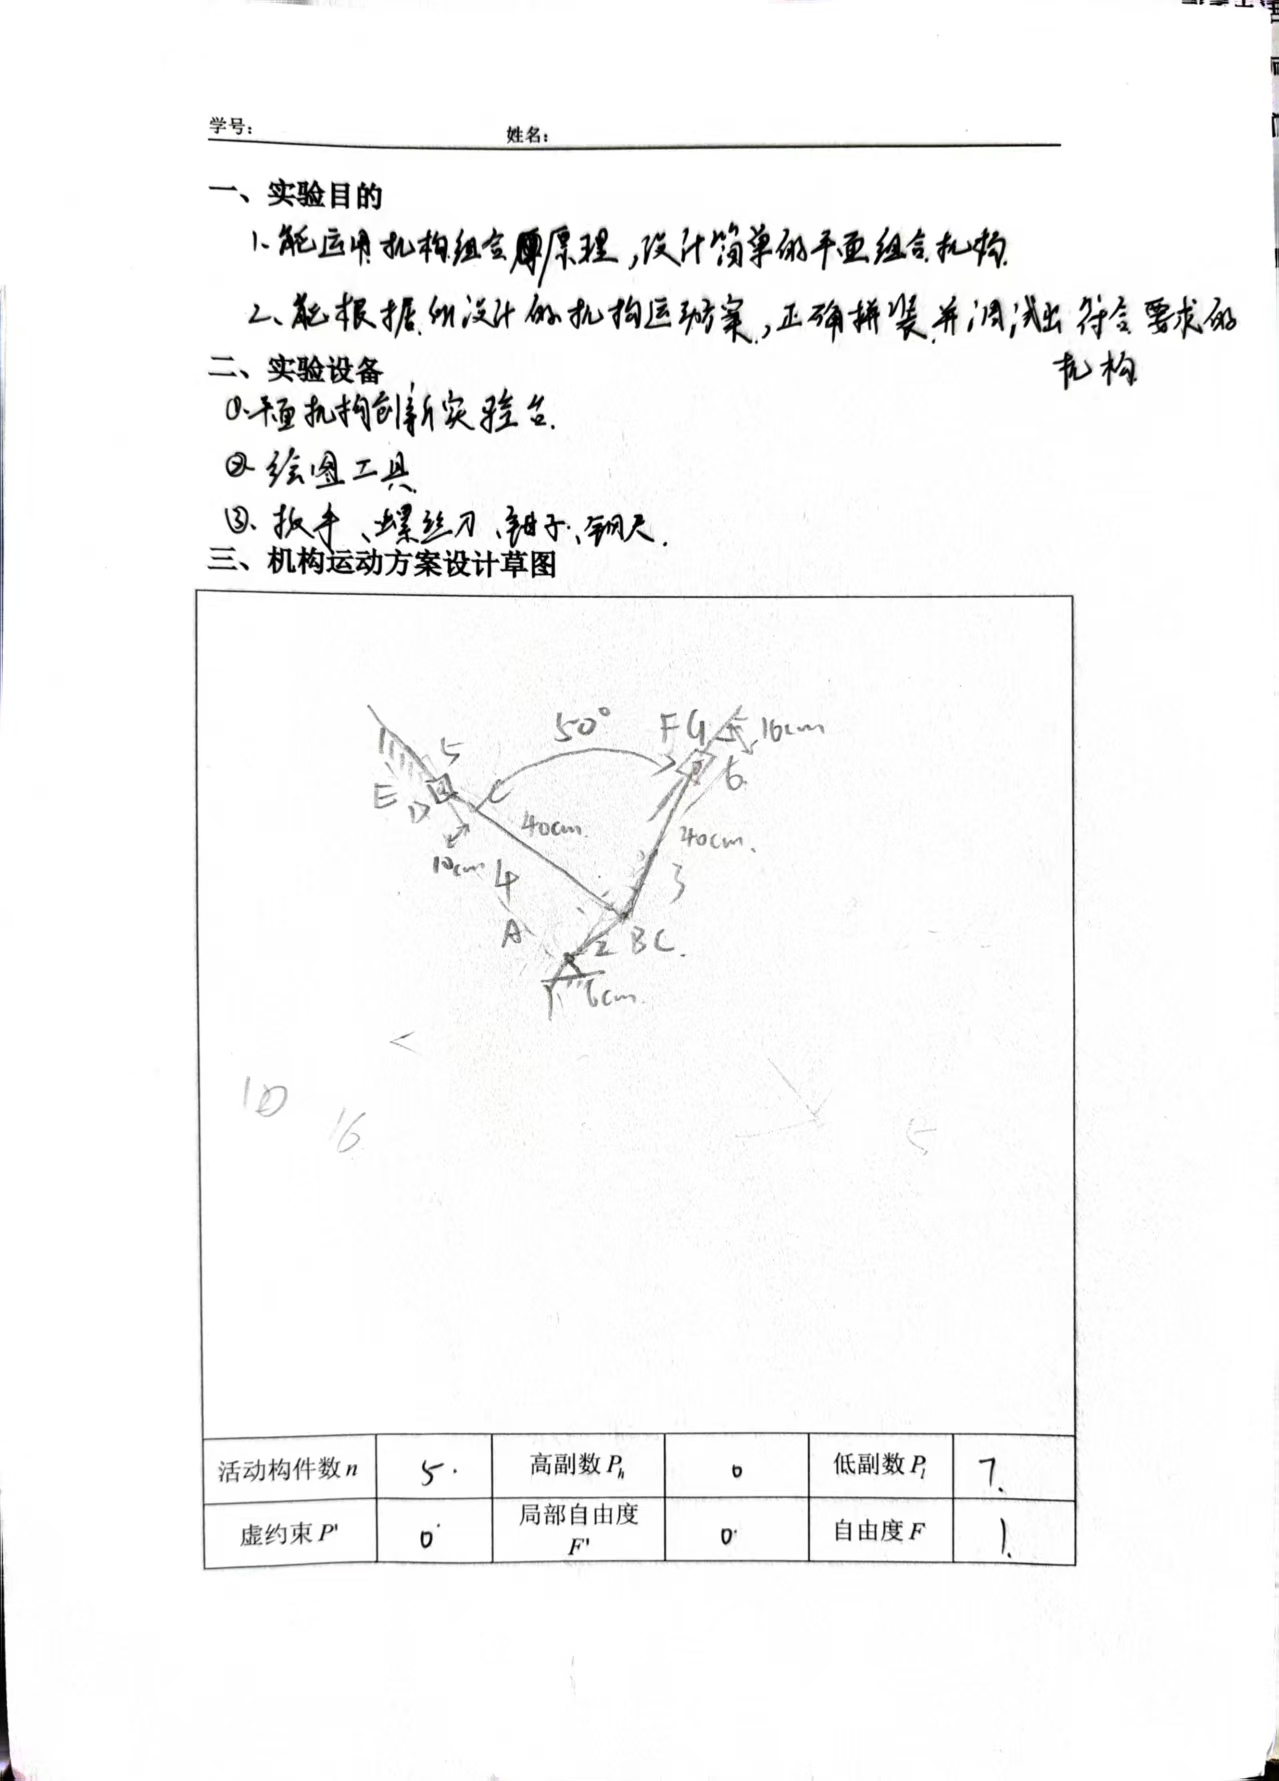 学号:
姓名:
一、实验目的
1、能运用机构组合原理,设计简单的平面组合机构.
2、能根据所设计的机构运动方案,正确拼装并调试出符合要求的
机构
二、实验设备
①.平面机构创新实验台.
②.绘图工具
③、扳手、螺丝刀、钳子、钢尺.
三、机构运动方案设计草图
50°
F G
10cm
5
6
E
D
C
40cm.
40cm.
10cm
4
3
A
2
B C.
1
6cm.
10
16
活动构件数 n 5. 高副数 Ph 0 低副数 Pl 7.
虚约束 P' 0 局部自由度 F' 0 自由度 F 1.